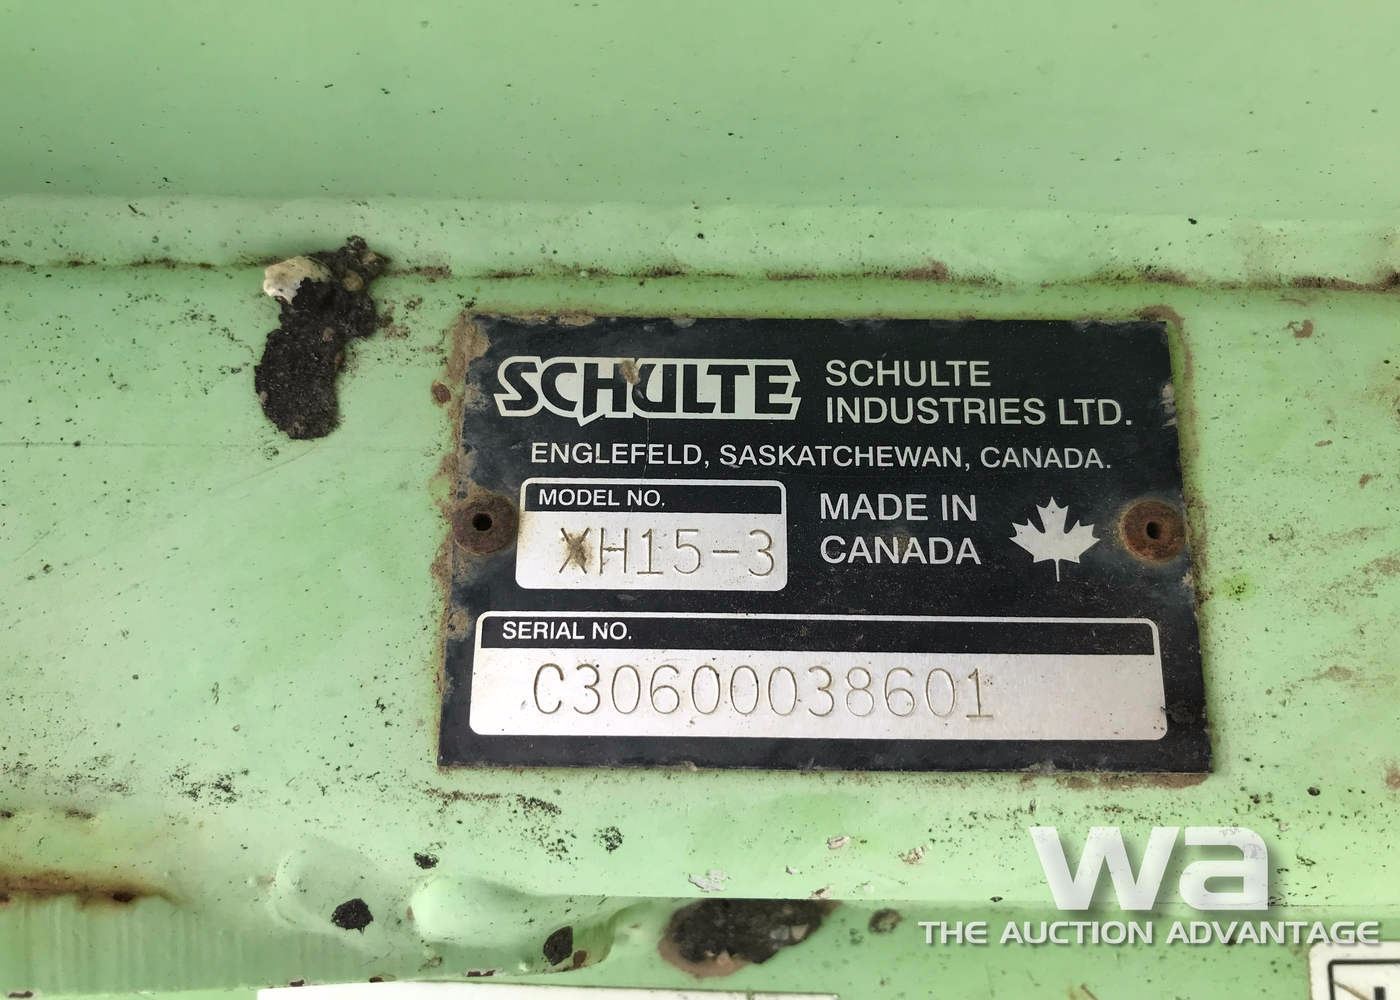 SCHULTE
SCHULTE
INDUSTRIES LTD.
ENGLEFELD, SASKATCHEWAN, CANADA.
MODEL NO.
XH15-3
MADE IN
CANADA
SERIAL NO.
C30600038601
wa
THE AUCTION ADVANTAGE